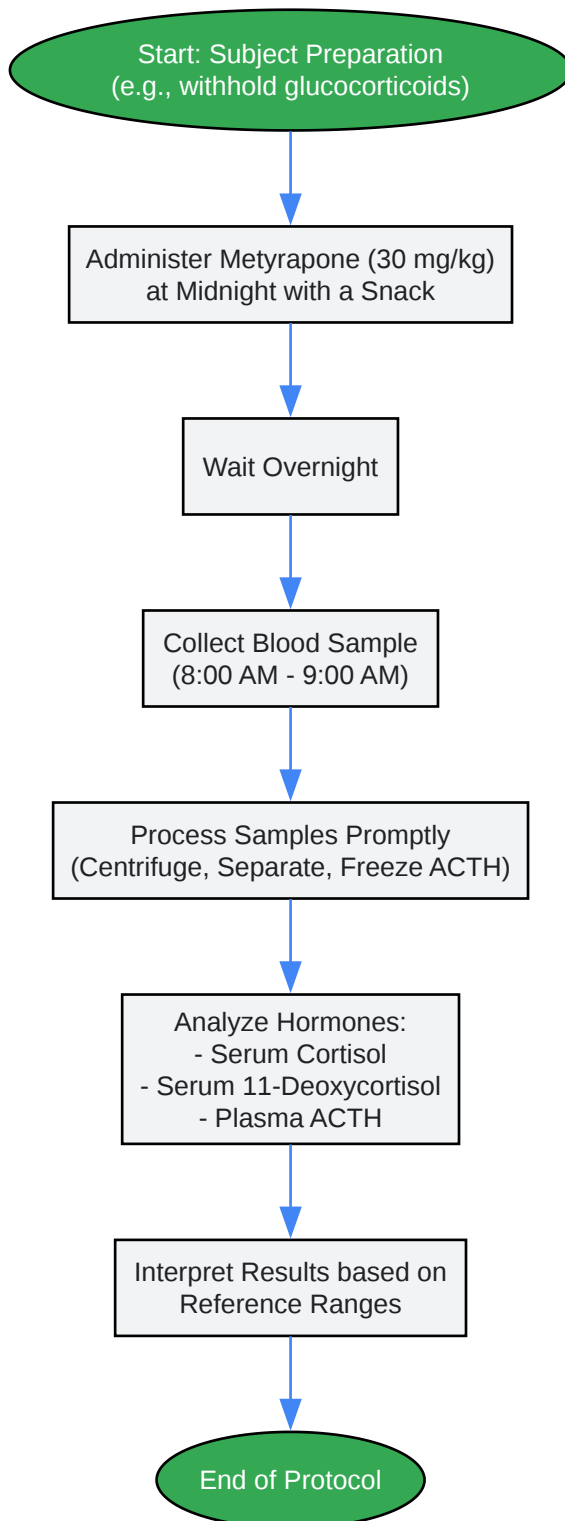 Start: Subject Preparation
(e.g., withhold glucocorticoids)
Administer Metyrapone (30 mg/kg)
at Midnight with a Snack
Wait Overnight
Collect Blood Sample
(8:00 AM - 9:00 AM)
Process Samples Promptly
(Centrifuge, Separate, Freeze ACTH)
Analyze Hormones:
- Serum Cortisol
- Serum 11-Deoxycortisol
- Plasma ACTH
Interpret Results based on
Reference Ranges
End of Protocol